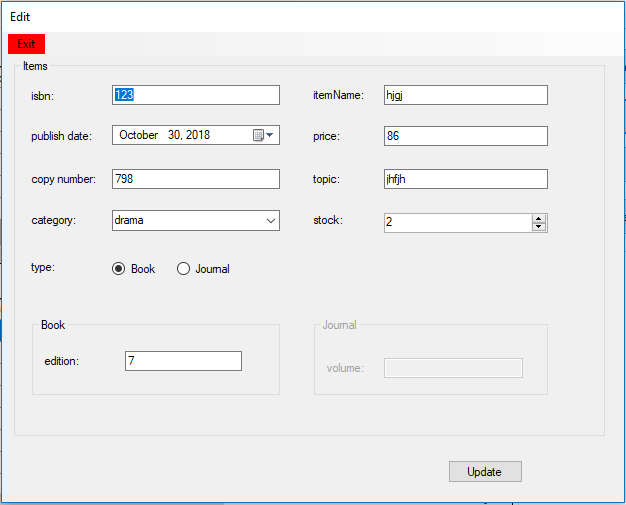 Edit
Exit
Items
isbn: 123 itemName: hjgj
publish date: October 30, 2018 price: 86
copy number: 798 topic: jhfjh
category: drama stock: 2
type: Book Journal
Book Journal
edition: 7 volume:
Update